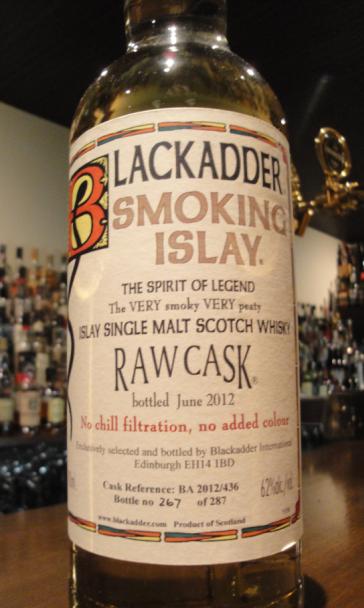 BLACKADDER
SMOKING
ISLAY.
THE SPIRIT OF LEGEND
The VERY smoky VERY peaty
ISLAY SINGLE MALT SCOTCH WHISKY
RAW CASK®
bottled June 2012
No chill filtration, no added colour
Exclusively selected and bottled by Blackadder International
Edinburgh EH14 1BD
Cask Reference: BA 2012/436
62%alc./
Bottle no 267 of 287
www.blackadder.com Product of Scotland